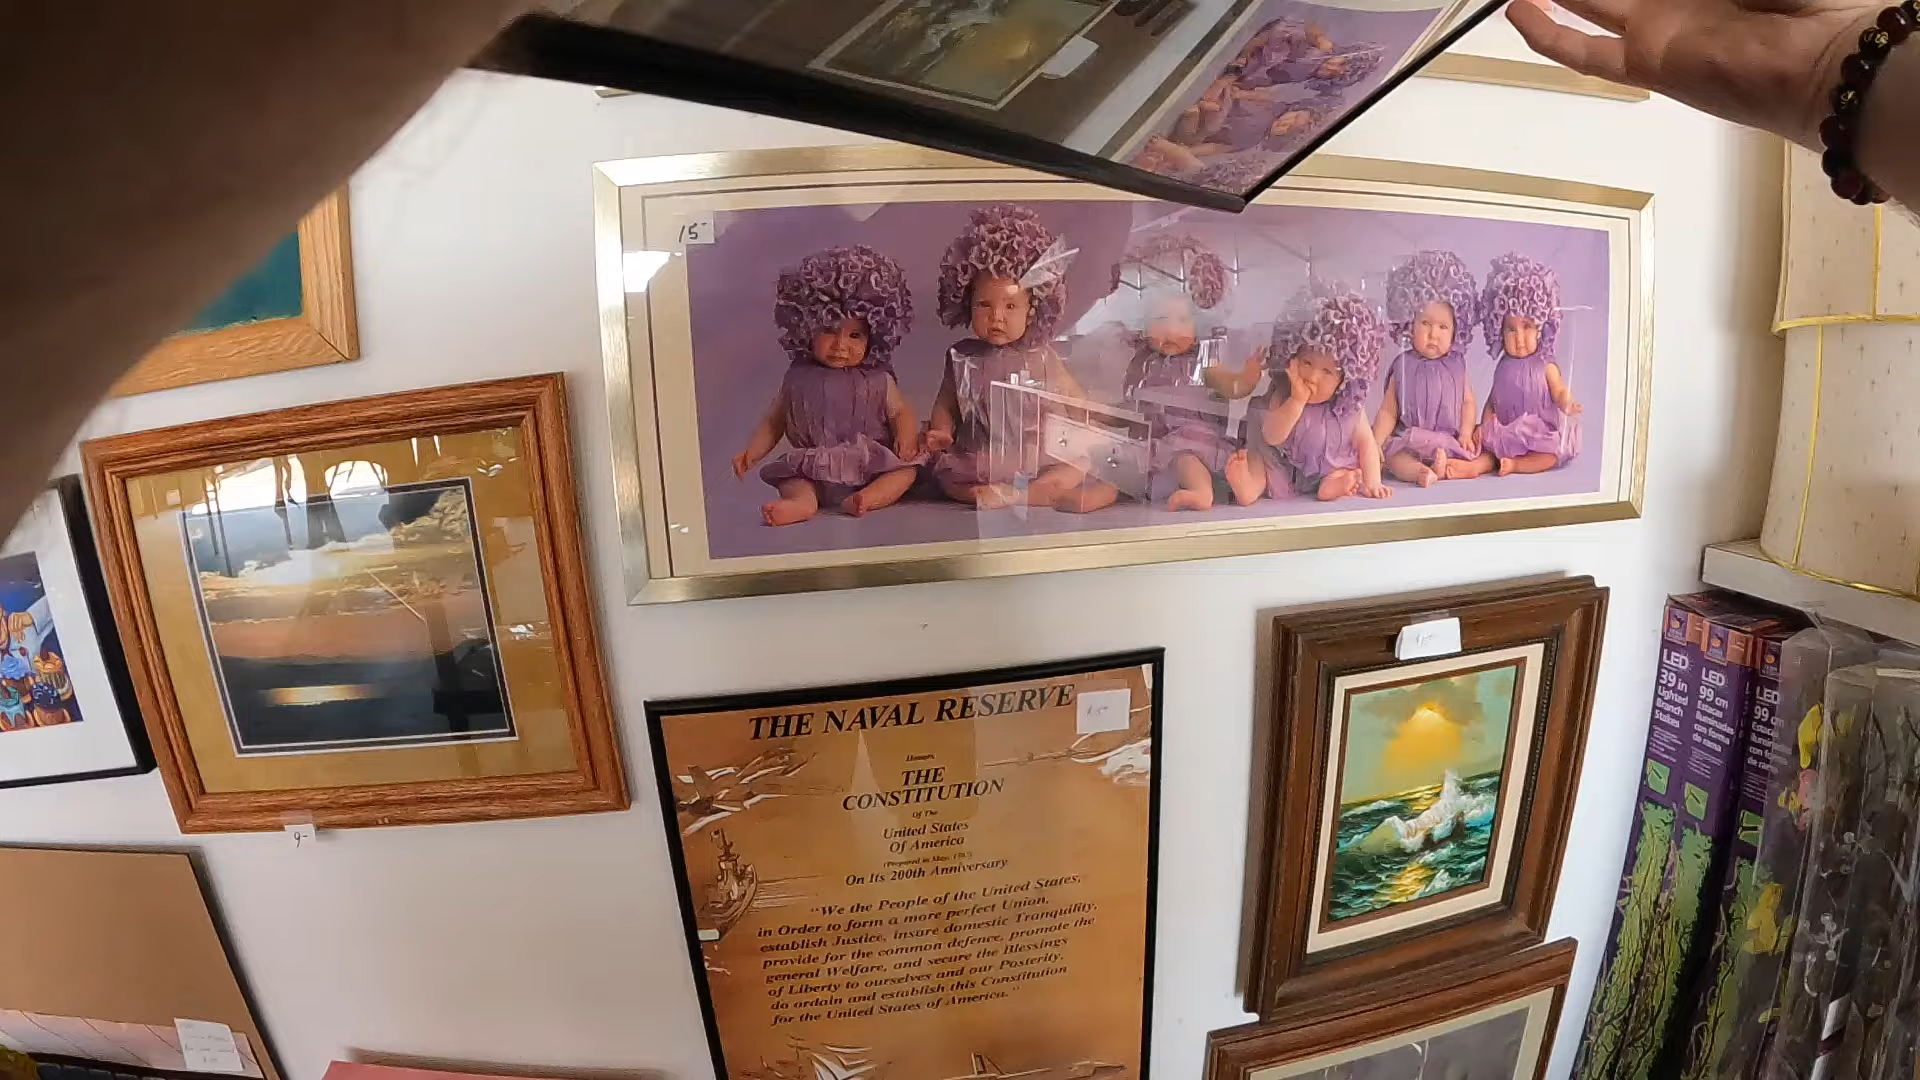 15-
THE NAVAL RESERVE
Honors
THE
CONSTITUTION
Of The
United States
Of America
On Its 200th Anniversary
"We the People of the United States,
in Order to form a more perfect Union,
establish Justice, insure domestic Tranquility,
provide for the common defence, promote the
general Welfare, and secure the Blessings
of Liberty to ourselves and our Posterity,
do ordain and establish this Constitution
for the United States of America."
9-
LED
39 in
Lighted
Branch
Stakes
LED
99 cm
Estacas
iluminadas
con forma
de rama
LED
99 cm